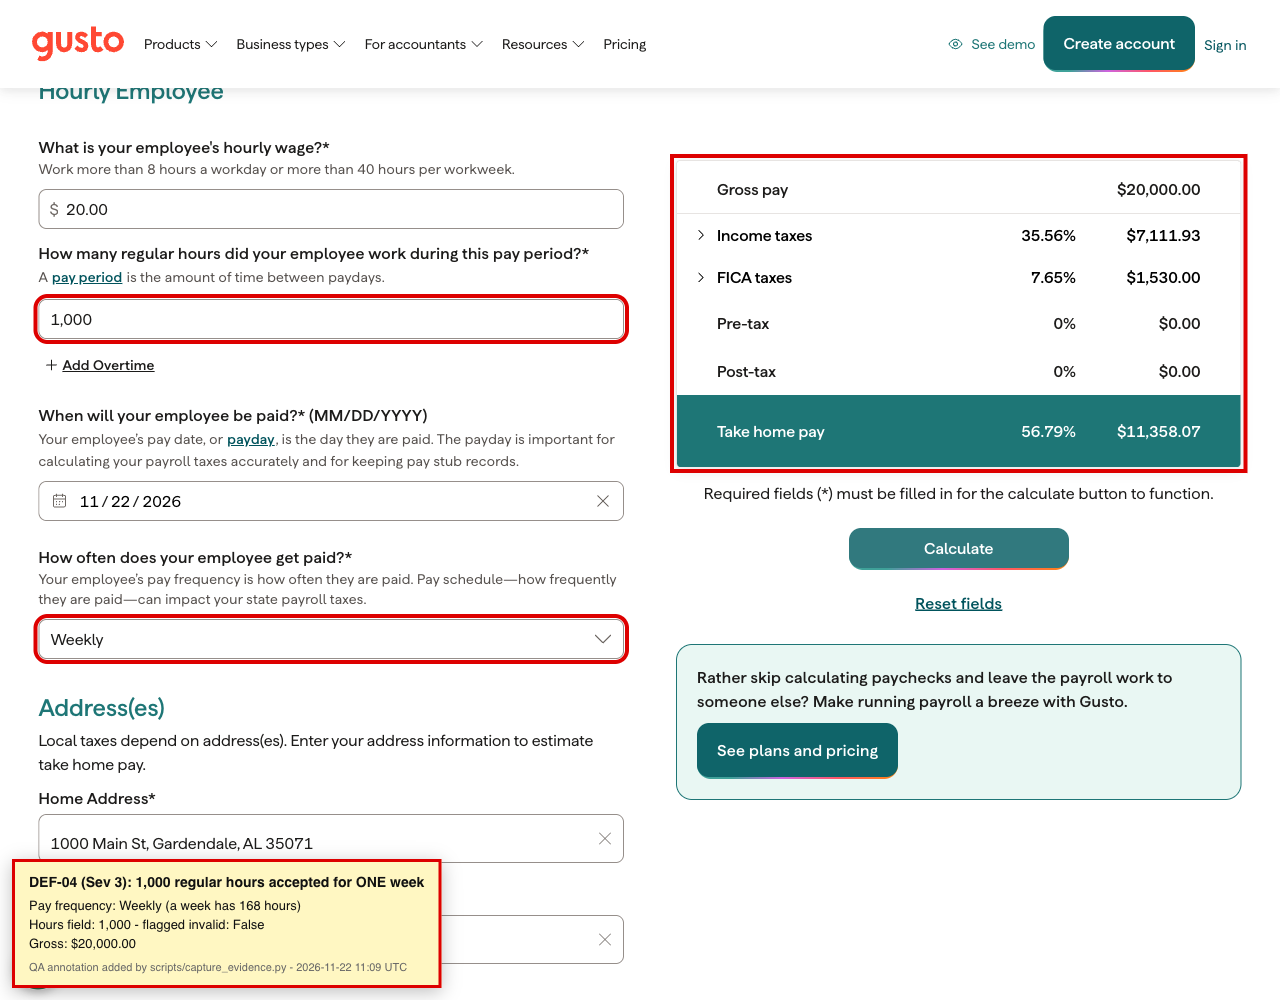 gusto
Products
Business types
For accountants
Resources
Pricing
See demo
Create account
Sign in
Hourly Employee
What is your employee's hourly wage?*
Work more than 8 hours a workday or more than 40 hours per workweek.
$ 20.00
How many regular hours did your employee work during this pay period?*
A pay period is the amount of time between paydays.
1,000
+ Add Overtime
When will your employee be paid?* (MM/DD/YYYY)
Your employee's pay date, or payday, is the day they are paid. The payday is important for
calculating your payroll taxes accurately and for keeping pay stub records.
11 / 22 / 2026
How often does your employee get paid?*
Your employee's pay frequency is how often they are paid. Pay schedule—how frequently
they are paid—can impact your state payroll taxes.
Weekly
Address(es)
Local taxes depend on address(es). Enter your address information to estimate
take home pay.
Home Address*
1000 Main St, Gardendale, AL 35071
DEF-04 (Sev 3): 1,000 regular hours accepted for ONE week
Pay frequency: Weekly (a week has 168 hours)
Hours field: 1,000 - flagged invalid: False
Gross: $20,000.00
QA annotation added by scripts/capture_evidence.py - 2026-11-22 11:09 UTC
Gross pay $20,000.00
Income taxes 35.56% $7,111.93
FICA taxes 7.65% $1,530.00
Pre-tax 0% $0.00
Post-tax 0% $0.00
Take home pay 56.79% $11,358.07
Required fields (*) must be filled in for the calculate button to function.
Calculate
Reset fields
Rather skip calculating paychecks and leave the payroll work to
someone else? Make running payroll a breeze with Gusto.
See plans and pricing